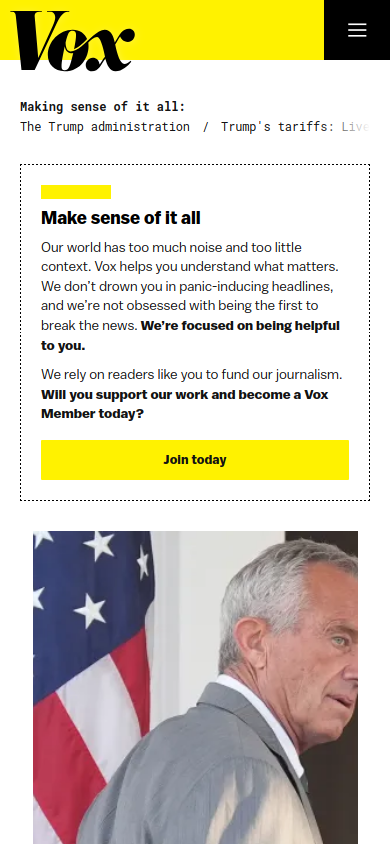 Vox
Making sense of it all:
The Trump administration / Trump's tariffs: Live
Make sense of it all
Our world has too much noise and too little
context. Vox helps you understand what matters.
We don't drown you in panic-inducing headlines,
and we're not obsessed with being the first to
break the news. We're focused on being helpful
to you.
We rely on readers like you to fund our journalism.
Will you support our work and become a Vox
Member today?
Join today